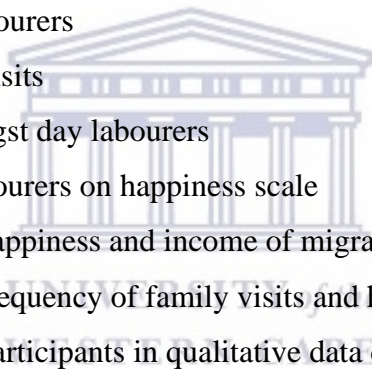 ourers
sits
gst day labourers
ourers on happiness scale
appiness and income of migra
UNIVERSITY of the
equency of family visits and
WESTERN CAPE
articipants in qualitative data